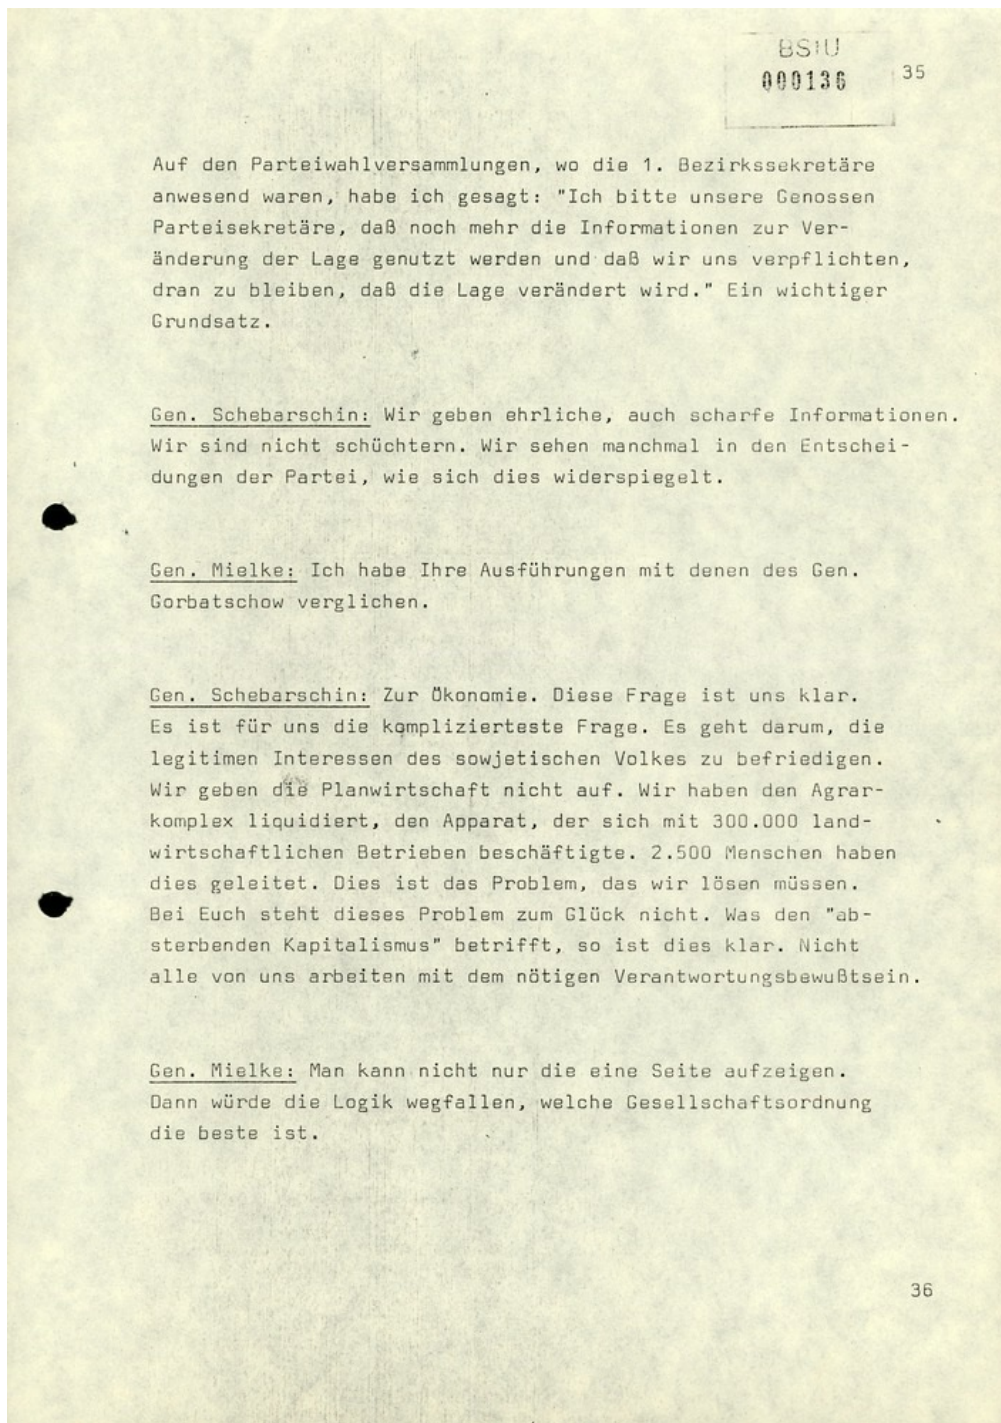 BStU
000136
35
Auf den Parteiwahlversammlungen, wo die 1. Bezirkssekretäre
anwesend waren, habe ich gesagt: "Ich bitte unsere Genossen
Parteisekretäre, daß noch mehr die Informationen zur Ver-
änderung der Lage genutzt werden und daß wir uns verpflichten,
dran zu bleiben, daß die Lage verändert wird." Ein wichtiger
Grundsatz.
Gen. Schebarschin: Wir geben ehrliche, auch scharfe Informationen.
Wir sind nicht schüchtern. Wir sehen manchmal in den Entschei-
dungen der Partei, wie sich dies widerspiegelt.
Gen. Mielke: Ich habe Ihre Ausführungen mit denen des Gen.
Gorbatschow verglichen.
Gen. Schebarschin: Zur Ökonomie. Diese Frage ist uns klar.
Es ist für uns die komplizierteste Frage. Es geht darum, die
legitimen Interessen des sowjetischen Volkes zu befriedigen.
Wir geben die Planwirtschaft nicht auf. Wir haben den Agrar-
komplex liquidiert, den Apparat, der sich mit 300.000 land-
wirtschaftlichen Betrieben beschäftigte. 2.500 Menschen haben
dies geleitet. Dies ist das Problem, das wir lösen müssen.
Bei Euch steht dieses Problem zum Glück nicht. Was den "ab-
sterbenden Kapitalismus" betrifft, so ist dies klar. Nicht
alle von uns arbeiten mit dem nötigen Verantwortungsbewußtsein.
Gen. Mielke: Man kann nicht nur die eine Seite aufzeigen.
Dann würde die Logik wegfallen, welche Gesellschaftsordnung
die beste ist.
36